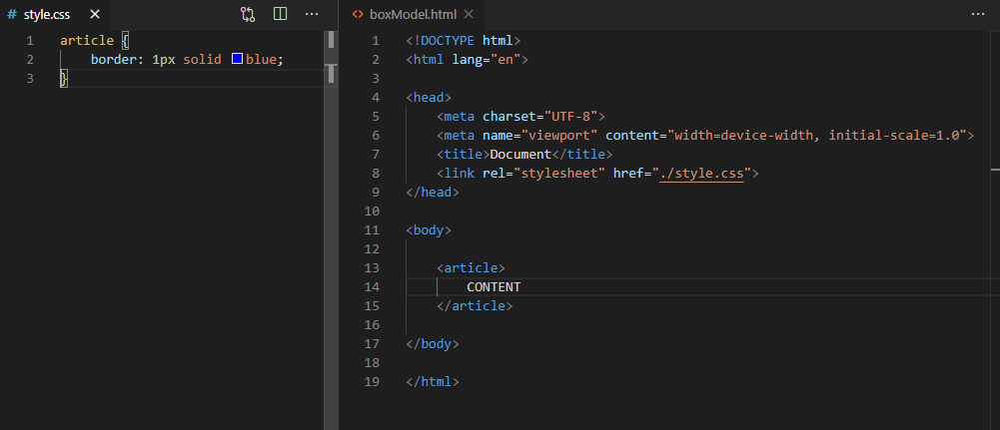 # style.css
1 article {
2     border: 1px solid blue;
3 }
boxModel.html
1 <!DOCTYPE html>
2 <html lang="en">
3
4 <head>
5     <meta charset="UTF-8">
6     <meta name="viewport" content="width=device-width, initial-scale=1.0">
7     <title>Document</title>
8     <link rel="stylesheet" href="./style.css">
9 </head>
10
11 <body>
12
13     <article>
14         CONTENT
15     </article>
16
17 </body>
18
19 </html>